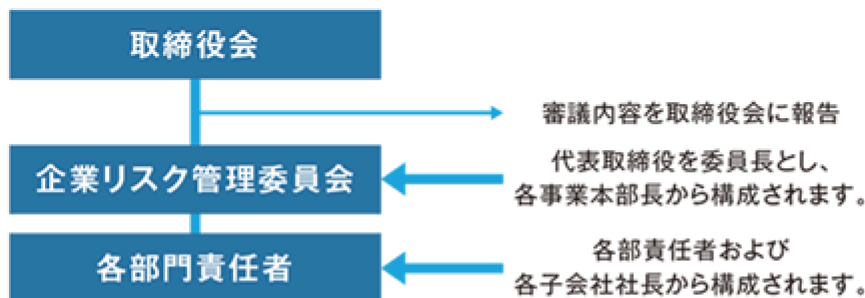 取締役会
審議内容を取締役会に報告
企業リスク管理委員会
代表取締役を委員長とし、
各事業本部長から構成されます。
各部門責任者
各部責任者および
各子会社社長から構成されます。